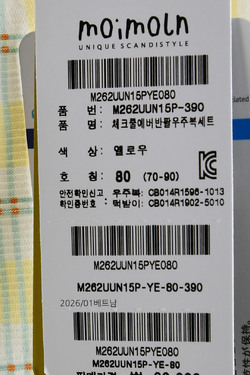 moimoln
UNIQUE SCANDISTYLE
M262UUN15PYE080
품 번: M262UUN15P-390
품 명: 체크쭐에버반팔우주복세트
색 상: 옐로우
호 칭: 80 (70-90)
안전확인신고 우주복: CB014R1596-1013
확인증번호 : 턱받이: CB014R1902-5010
M262UUN15PYE080
M262UUN15P-YE-80-390
2026/01베트남
M262UUN15PYE080
M262UUN15P-YE-80